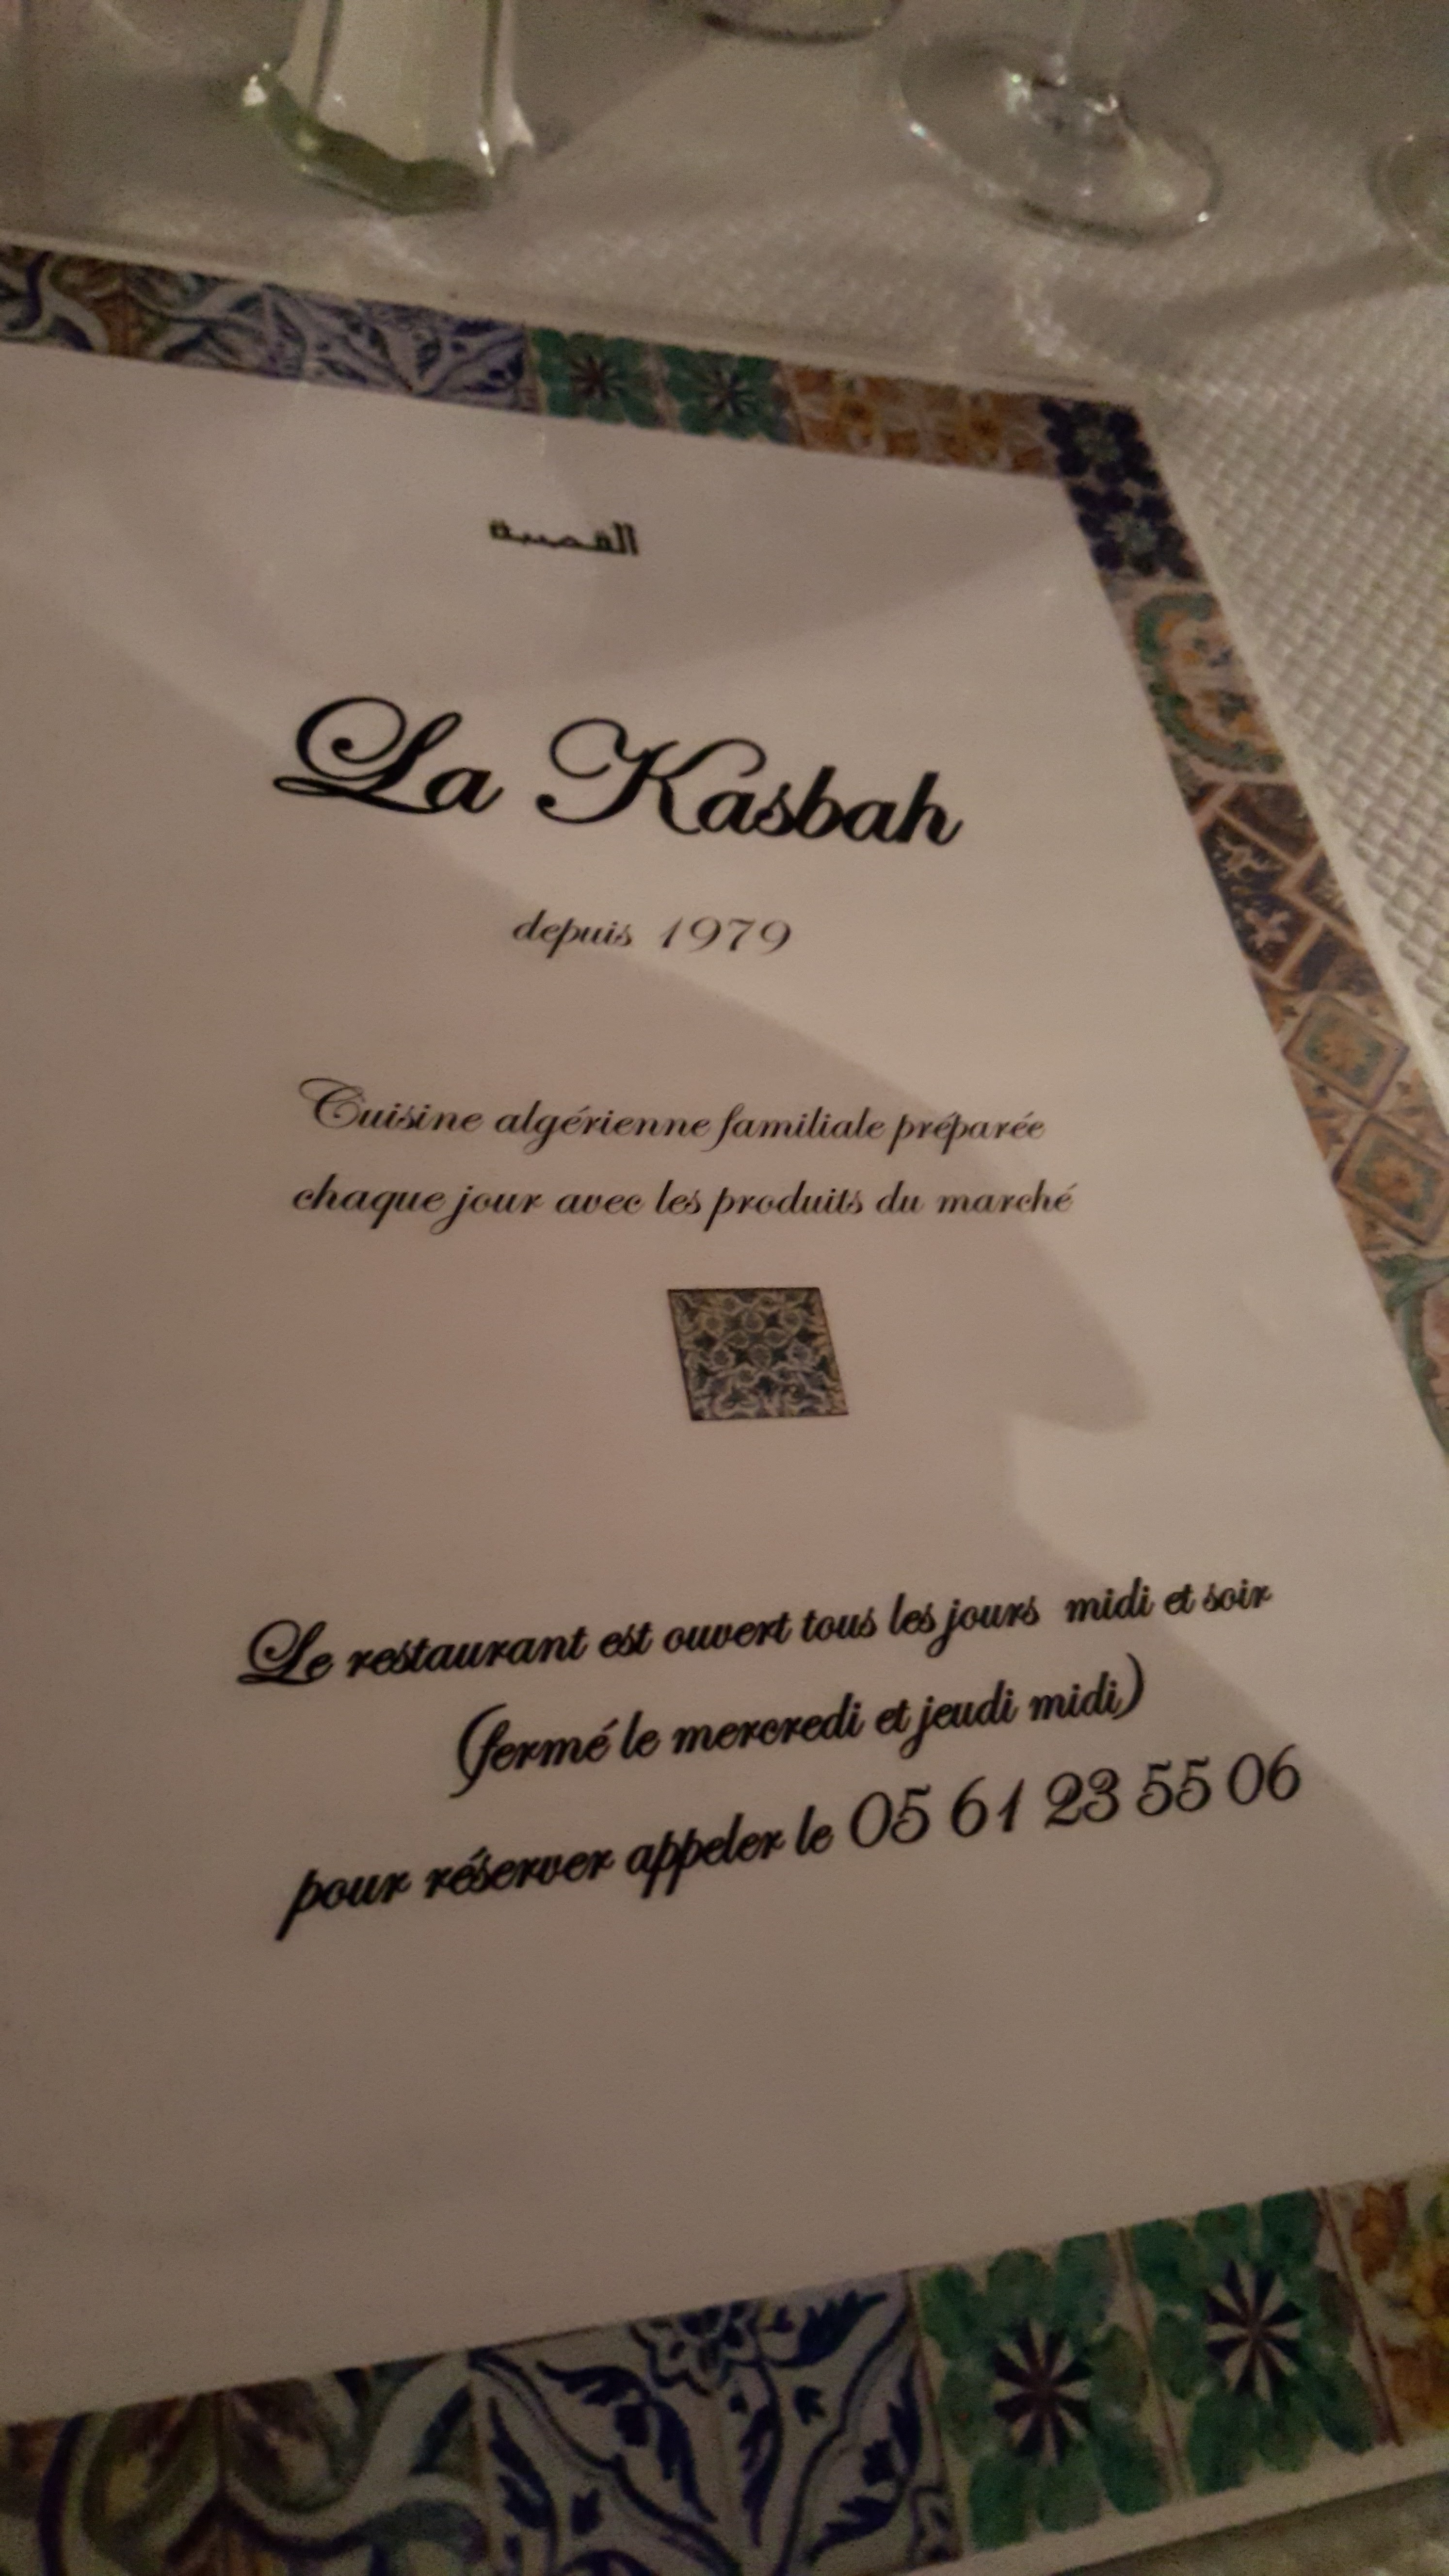 القصبة
La Kasbah
depuis 1979
Cuisine algérienne familiale préparée
chaque jour avec les produits du marché
Le restaurant est ouvert tous les jours midi et soir
(fermé le mercredi et jeudi midi)
pour réserver appeler le 05 61 23 55 06